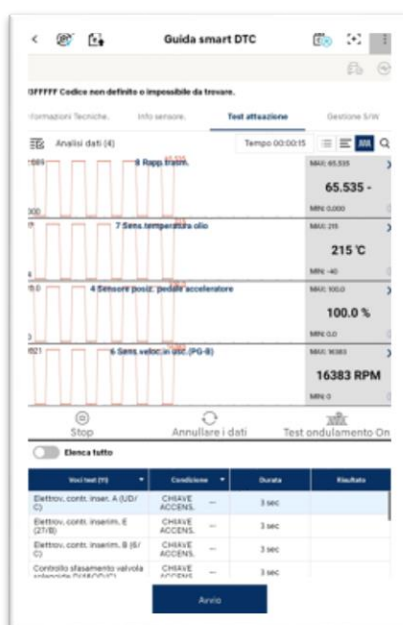 Guida smart DTC
Codice non definito o impossibile da trovare.
Informazioni Tecniche. Info sensore. Test attuazione Gestione S/W
Analisi dati (4) Tempo 00:00:15
8 Rapp.trasm. MAX: 65.535
65.535 -
MIN: 0.000
7 Sens.temperatura olio MAX: 215
215 °C
MIN: -40
4 Sensore posiz. pedale acceleratore MAX: 100.0
100.0 %
MIN: 0.0
6 Sens.veloc.in usc.(PG-B) MAX: 16383
16383 RPM
MIN: 0
Stop Annullare i dati Test ondulamento On
Elenca tutto
Voci test (11) Condizione Durata Risultato
Elettrov. contr. inser. A (UD/C) CHIAVE ACCENS. --- 3 sec
Elettrov. contr. inserim. E (27/B) CHIAVE ACCENS. --- 3 sec
Elettrov. contr. inserim. B (6/C) CHIAVE ACCENS. --- 3 sec
Controllo sfasamento valvola CHIAVE ACCENS. --- 3 sec
Avvio